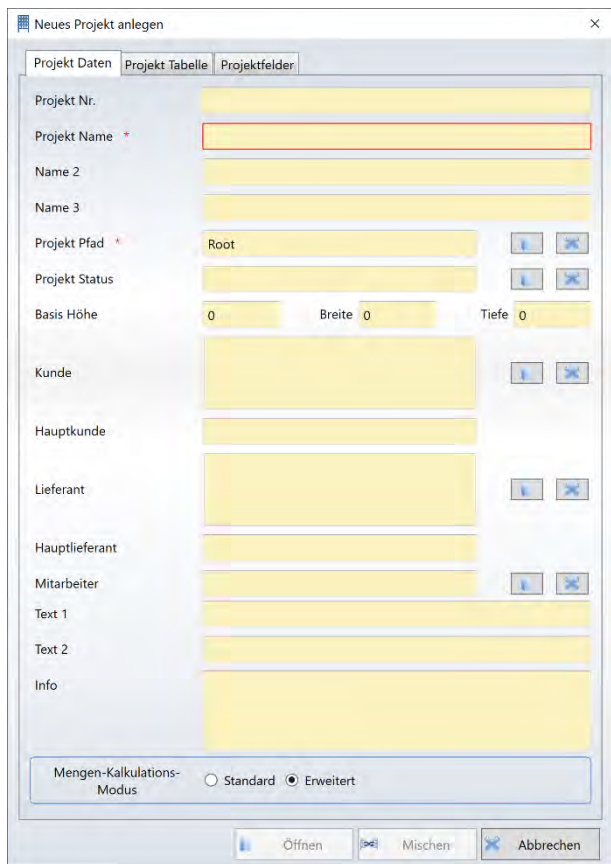 Neues Projekt anlegen
Projekt Daten Projekt Tabelle Projektfelder
Projekt Nr.
Projekt Name *
Name 2
Name 3
Projekt Pfad * Root
Projekt Status
Basis Höhe 0 Breite 0 Tiefe 0
Kunde
Hauptkunde
Lieferant
Hauptlieferant
Mitarbeiter
Text 1
Text 2
Info
Mengen-Kalkulations-
Modus
Standard Erweitert
Öffnen Mischen Abbrechen